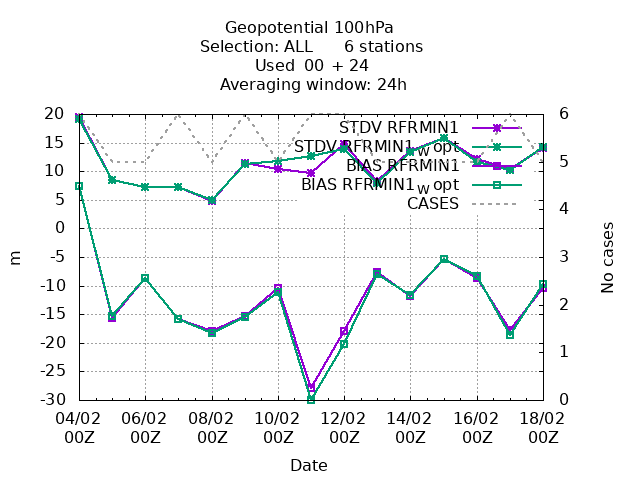 Geopotential 100hPa
Selection: ALL 6 stations
Used 00 + 24
Averaging window: 24h
STDV RFRMIN1
STDV RFRMIN1_w opt
BIAS RFRMIN1
BIAS RFRMIN1_w opt
CASES
20
15
10
5
0
-5
-10
-15
-20
-25
-30
m
6
5
4
3
2
1
0
No cases
04/02 06/02 08/02 10/02 12/02 14/02 16/02 18/02
00Z 00Z 00Z 00Z 00Z 00Z 00Z 00Z
Date